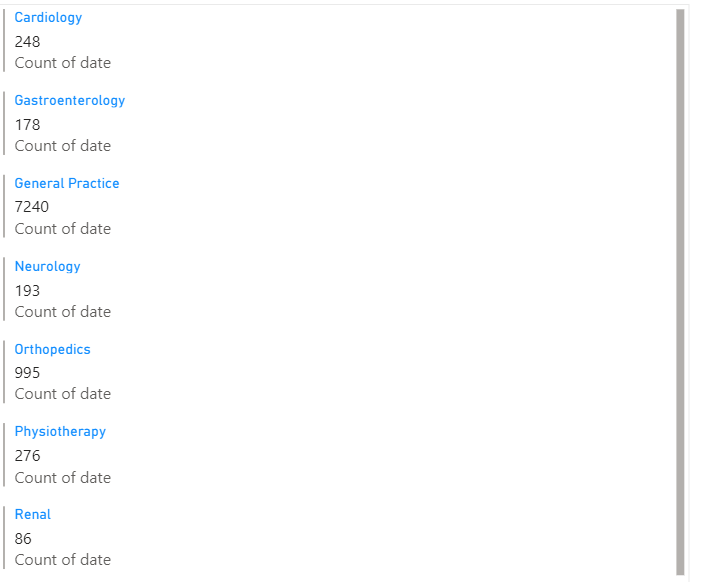 Cardiology
248
Count of date
Gastroenterology
178
Count of date
General Practice
7240
Count of date
Neurology
193
Count of date
Orthopedics
995
Count of date
Physiotherapy
276
Count of date
Renal
86
Count of date